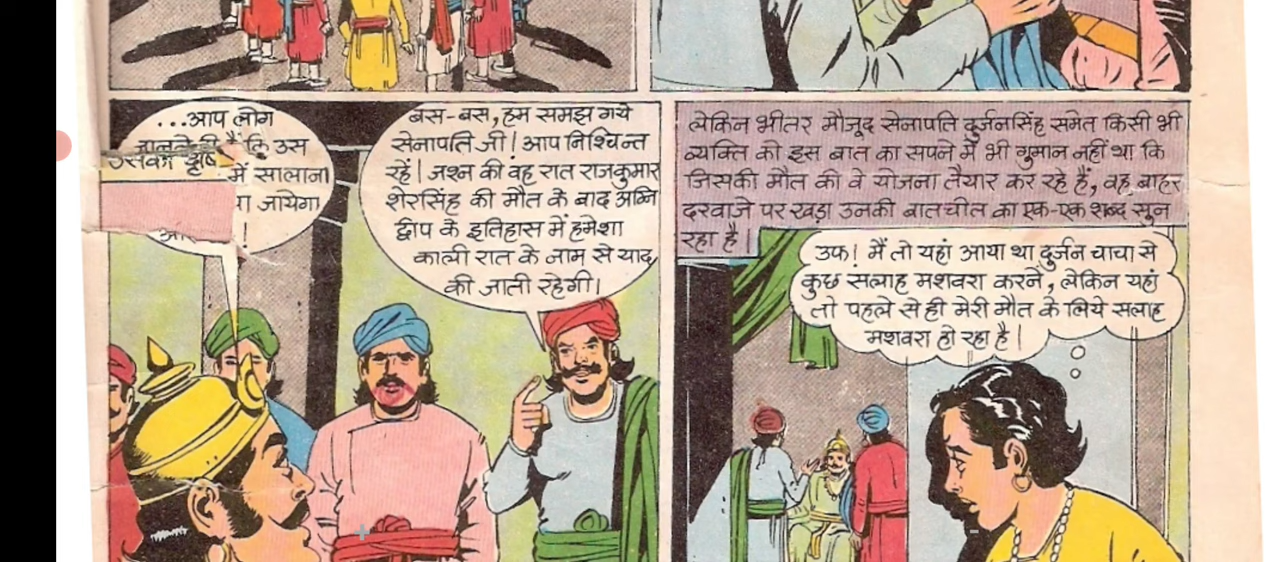 ...आप लोग
कि उस
में सालाना
जायेगा
!
बस-बस, हम समझ गये
सेनापति जी! आप निश्चिन्त
रहें। जश्न की वह रात राजकुमार
शेरसिंह की मौत के बाद अग्नि
द्वीप के इतिहास में हमेशा
काली रात के नाम से याद
की जाती रहेगी।
लेकिन भीतर मौजूद सेनापति दुर्जनसिंह समेत किसी भी
व्यक्ति को इस बात का सपने में भी गुमान नहीं था कि
जिसकी मौत की वे योजना तैयार कर रहे हैं, वह बाहर
दरवाजे पर खड़ा उनकी बातचीत का एक-एक शब्द सुन
रहा है।
उफ! मैं तो यहां आया था दुर्जन चाचा से
कुछ सलाह मशवरा करने, लेकिन यहां
तो पहले से ही मेरी मौत के लिये सलाह
मशवरा हो रहा है।